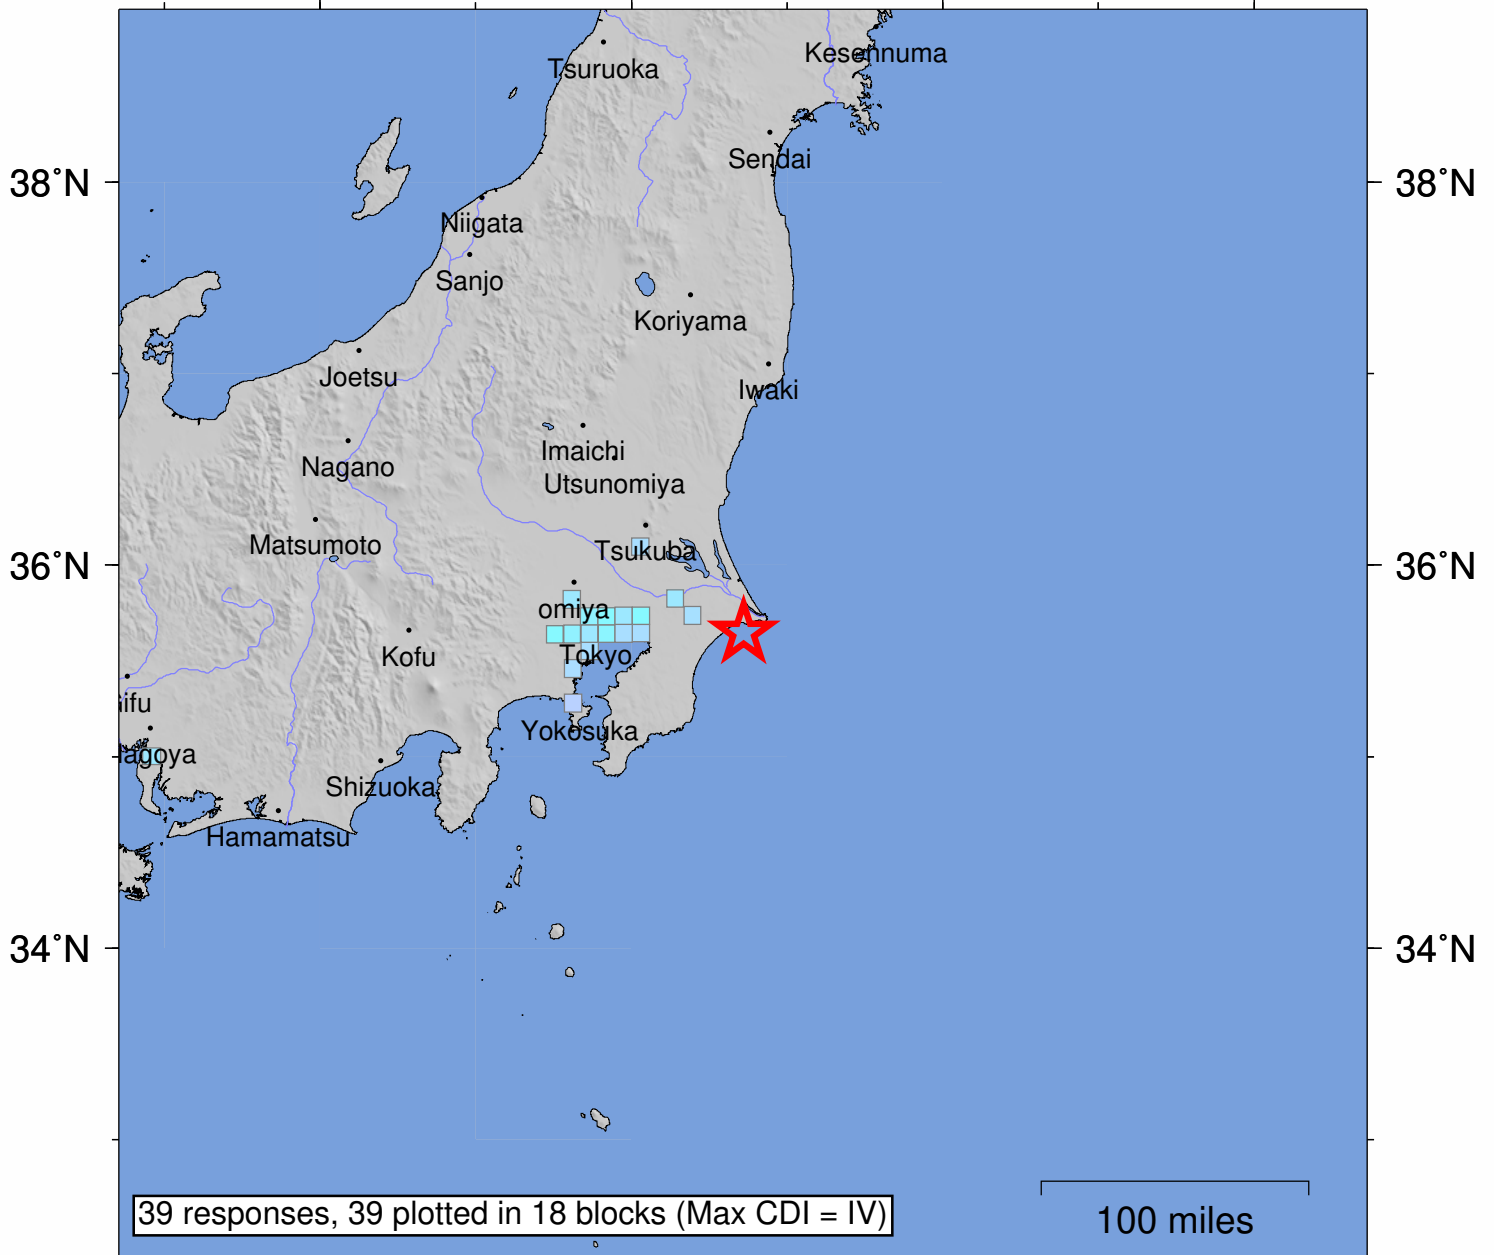 Kesennuma
Tsuruoka
Sendai
38°N
38°N
Niigata
Sanjo
Koriyama
Joetsu
Iwaki
Imaichi
Nagano
Utsunomiya
Matsumoto
Tsukuba
36°N
36°N
omiya
Kofu
Tokyo
ifu
Yokosuka
agoya
Shizuoka
Hamamatsu
34°N
34°N
39 responses, 39 plotted in 18 blocks (Max CDI = IV)
100 miles